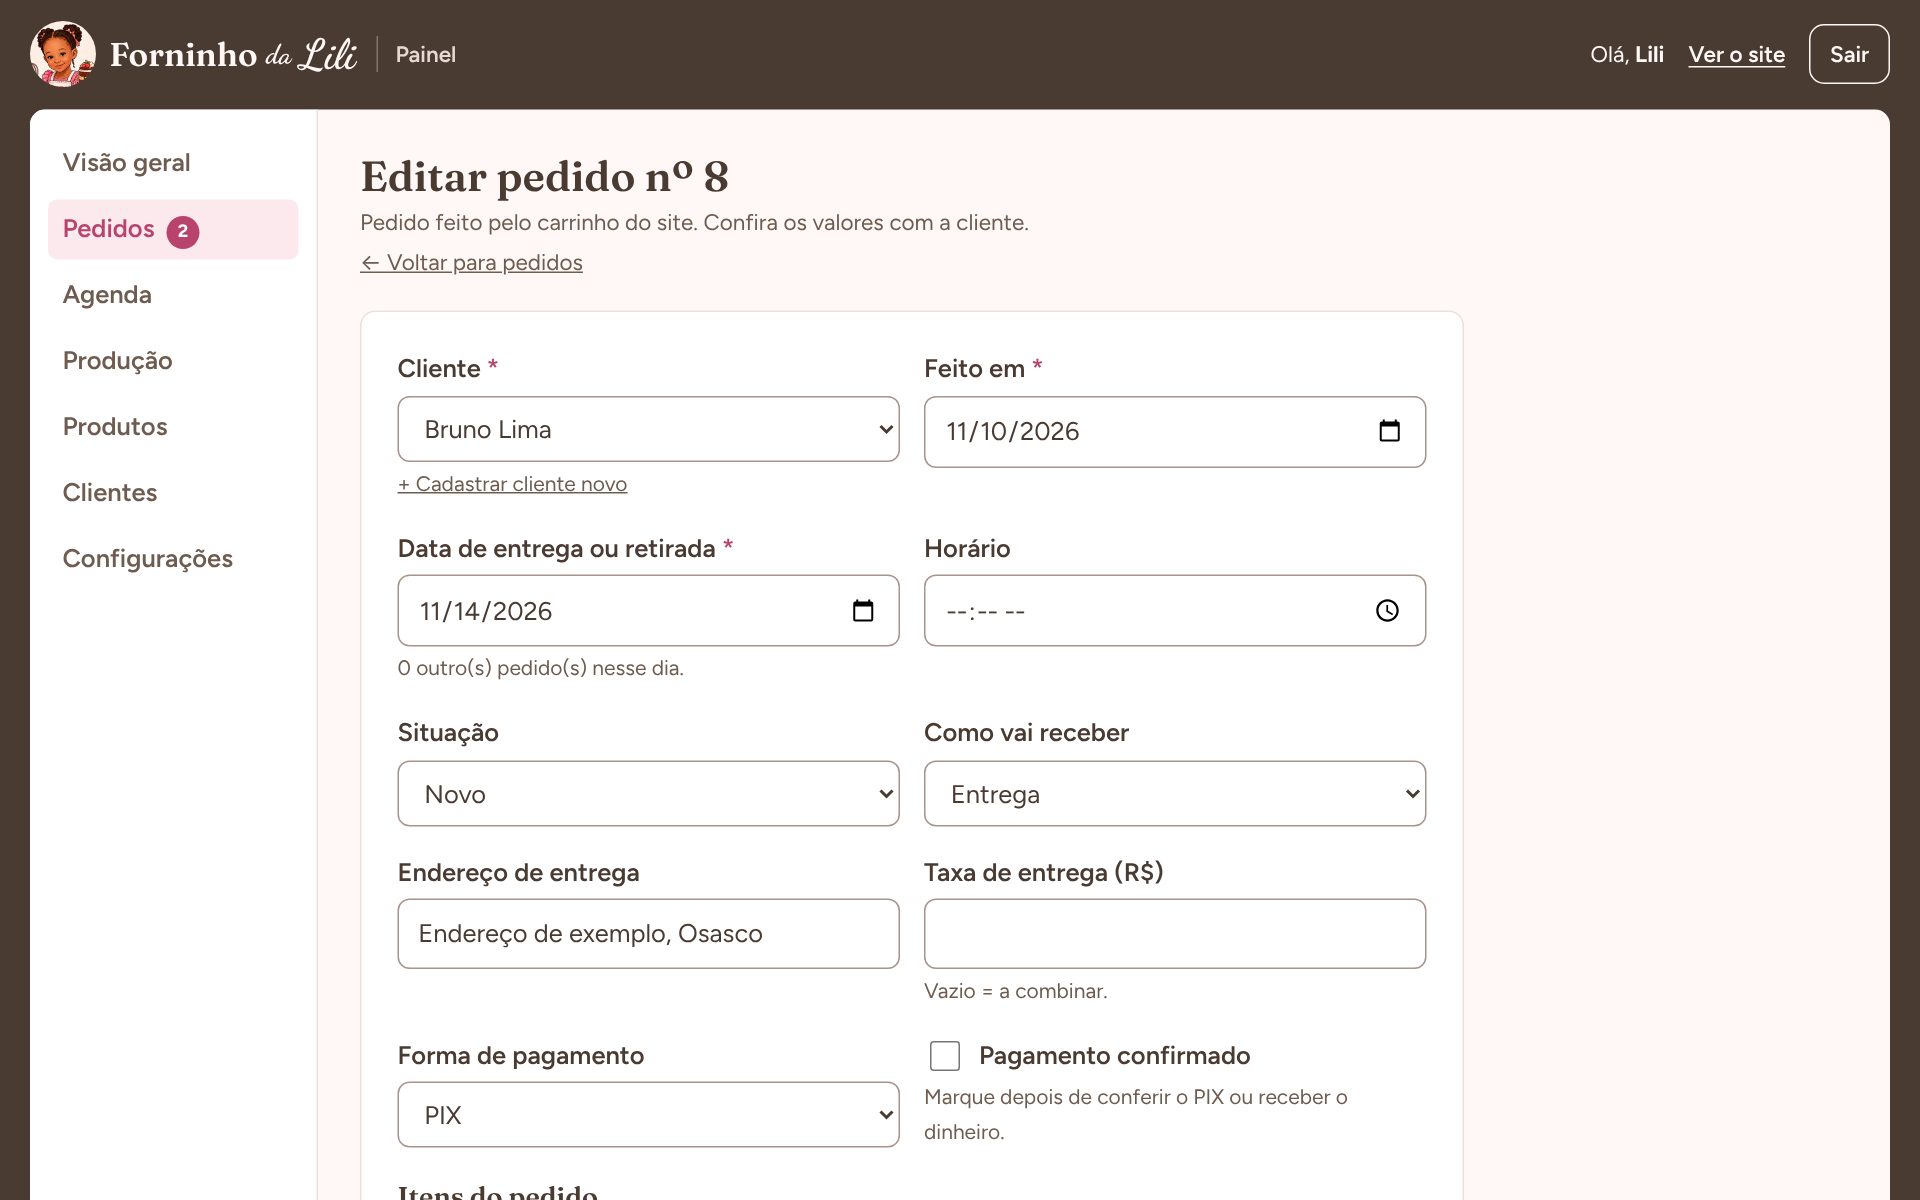 Forninho da Lili
Painel
Olá, Lili
Ver o site
Sair
Visão geral
Pedidos 2
Agenda
Produção
Produtos
Clientes
Configurações
Editar pedido nº 8
Pedido feito pelo carrinho do site. Confira os valores com a cliente.
← Voltar para pedidos
Cliente *
Bruno Lima
+ Cadastrar cliente novo
Feito em *
11/10/2026
Data de entrega ou retirada *
11/14/2026
0 outro(s) pedido(s) nesse dia.
Horário
--:-- --
Situação
Novo
Como vai receber
Entrega
Endereço de entrega
Endereço de exemplo, Osasco
Taxa de entrega (R$)
Vazio = a combinar.
Forma de pagamento
PIX
Pagamento confirmado
Marque depois de conferir o PIX ou receber o
dinheiro.
Itens do pedido